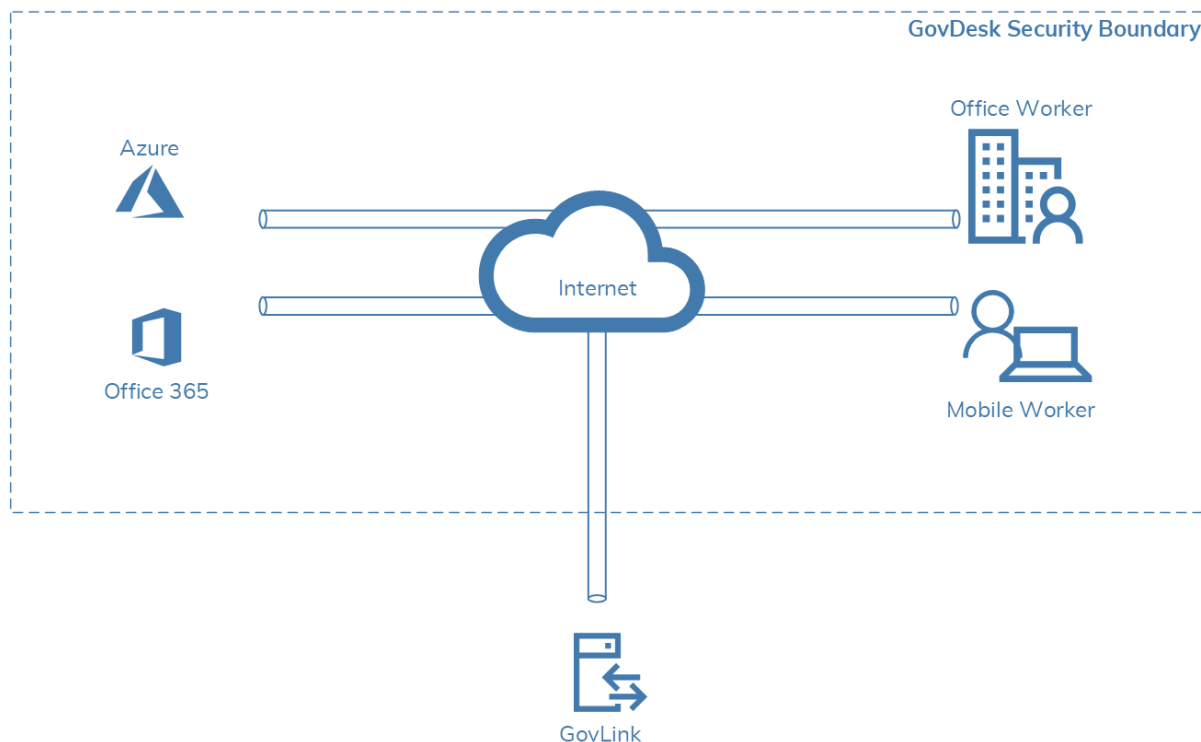 GovDesk Security Boundary
Office Worker
Azure
Internet
Office 365
Mobile Worker
GovLink